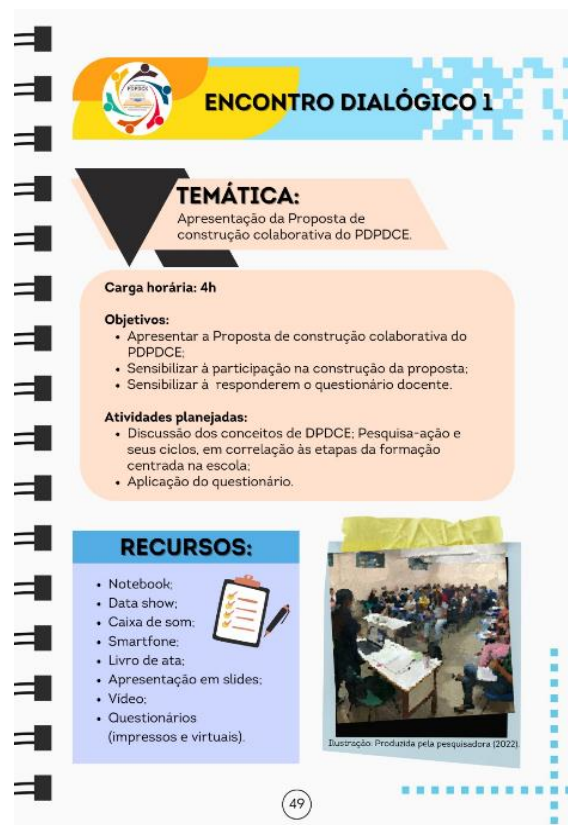 PDPDCE
ENCONTRO DIALÓGICO 1
TEMÁTICA:
Apresentação da Proposta de
construção colaborativa do PDPDCE.
Carga horária: 4h
Objetivos:
• Apresentar a Proposta de construção colaborativa do
PDPDCE;
• Sensibilizar à participação na construção da proposta;
• Sensibilizar à responderem o questionário docente.
Atividades planejadas:
• Discussão dos conceitos de DPDCE; Pesquisa-ação e
seus ciclos, em correlação às etapas da formação
centrada na escola;
• Aplicação do questionário.
RECURSOS:
• Notebook;
• Data show;
• Caixa de som;
• Smartfone;
• Livro de ata;
• Apresentação em slides;
• Vídeo;
• Questionários
(impressos e virtuais).
Ilustração: Produzida pela pesquisadora (2022).
49